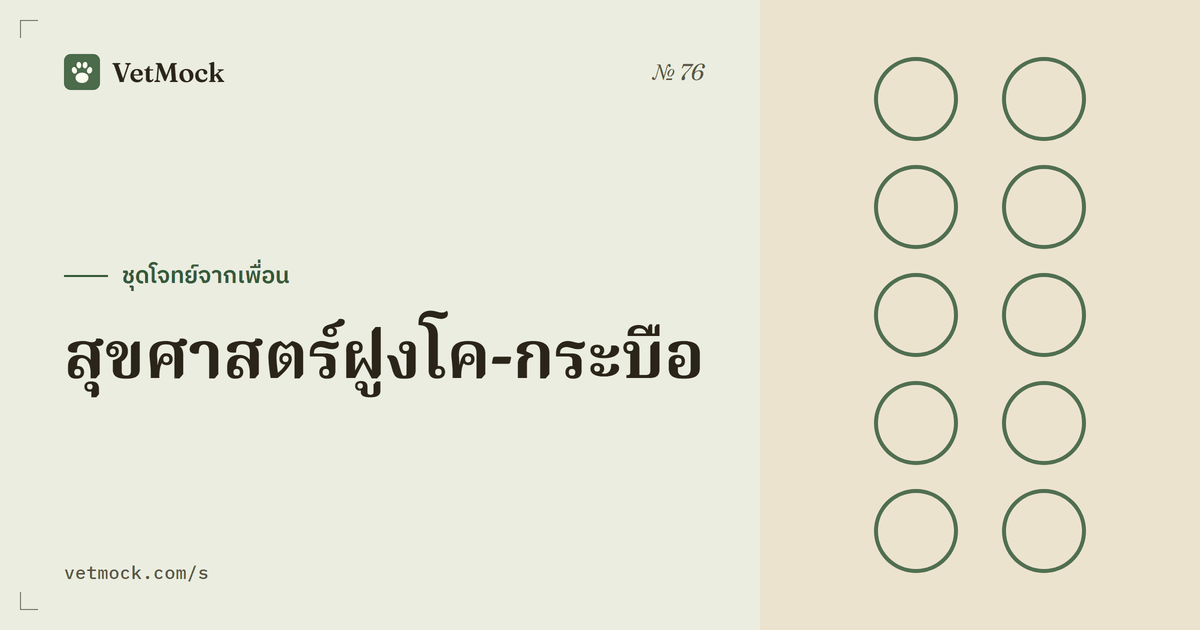 VetMock
№ 76
ชุดโจทย์จากเพื่อน
สุขศาสตร์ฝูงโค-กระบือ
vetmock.com/s